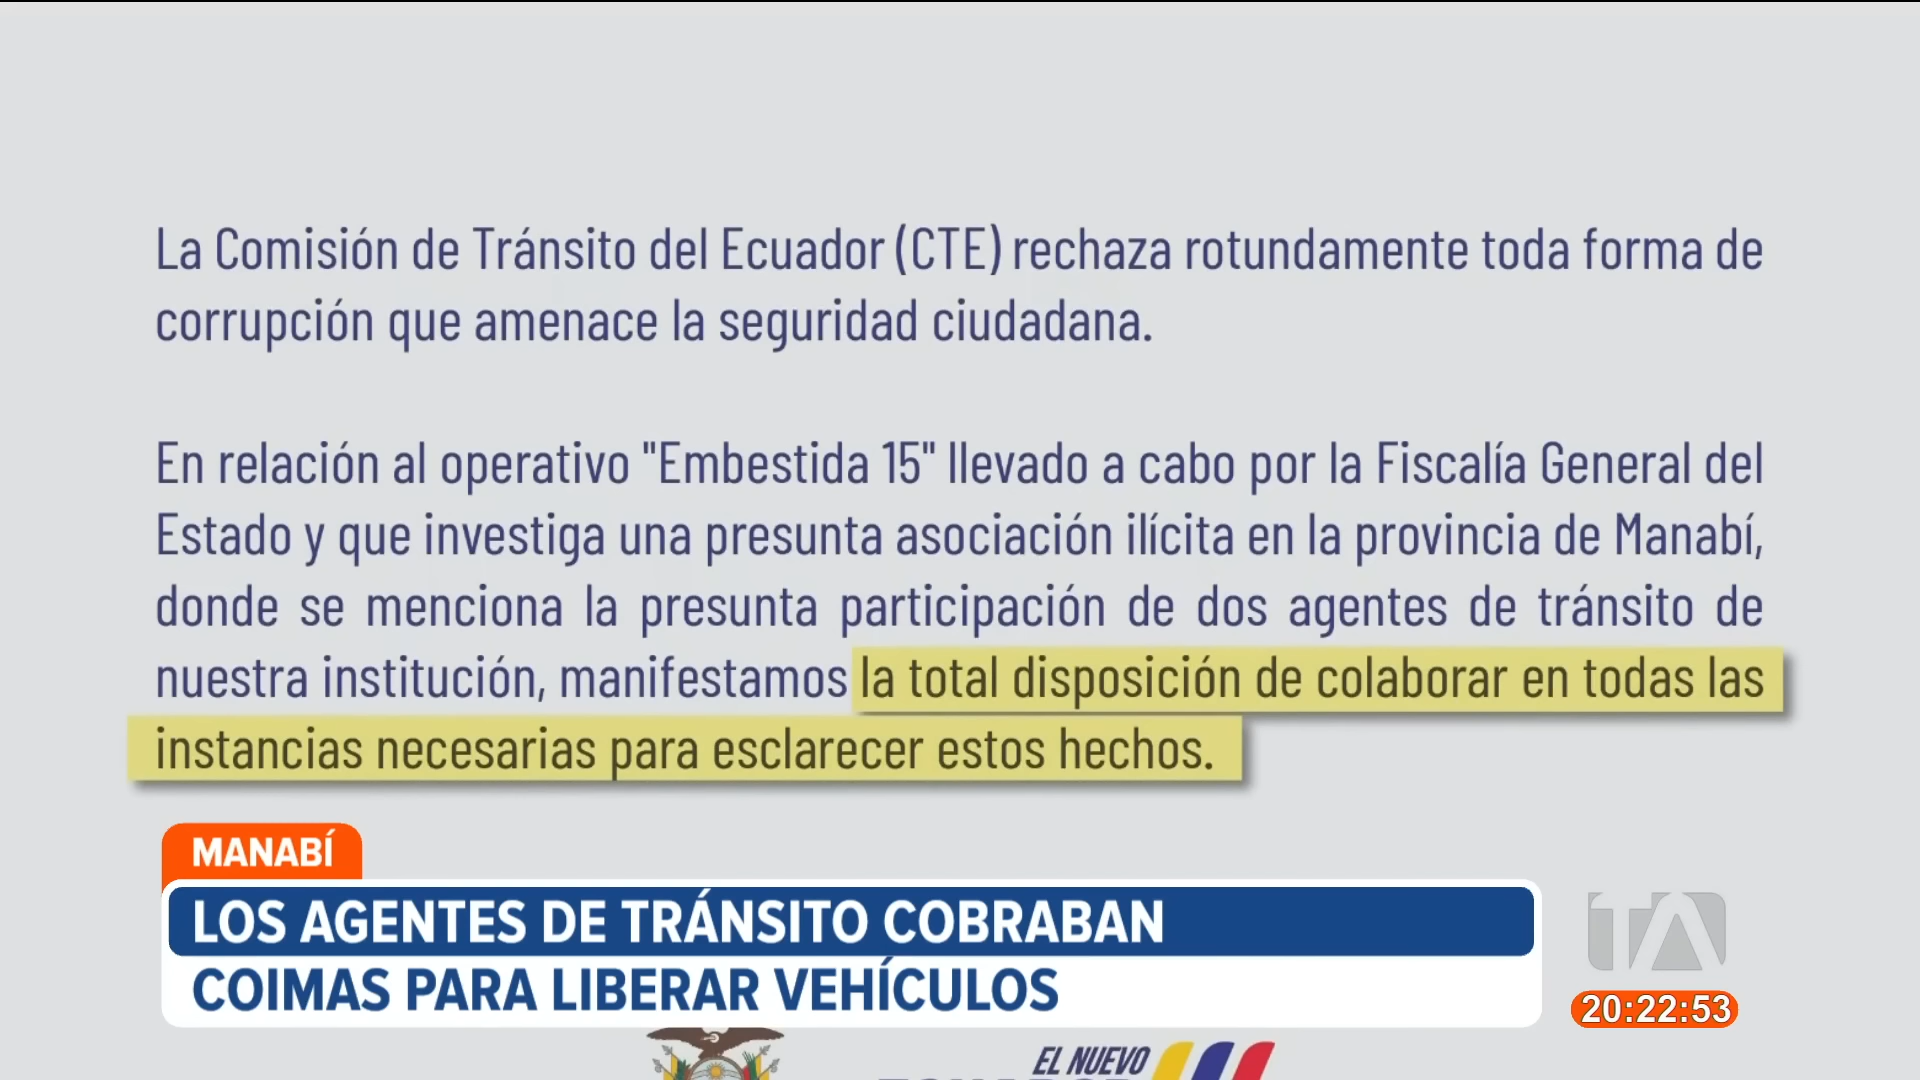 La Comisión de Tránsito del Ecuador (CTE) rechaza rotundamente toda forma de
corrupción que amenace la seguridad ciudadana.
En relación al operativo "Embestida 15" llevado a cabo por la Fiscalía General del
Estado y que investiga una presunta asociación ilícita en la provincia de Manabí,
donde se menciona la presunta participación de dos agentes de tránsito de
nuestra institución, manifestamos la total disposición de colaborar en todas las
instancias necesarias para esclarecer estos hechos.
MANABÍ
LOS AGENTES DE TRÁNSITO COBRABAN
COIMAS PARA LIBERAR VEHÍCULOS
TA
20:22:53
EL NUEVO